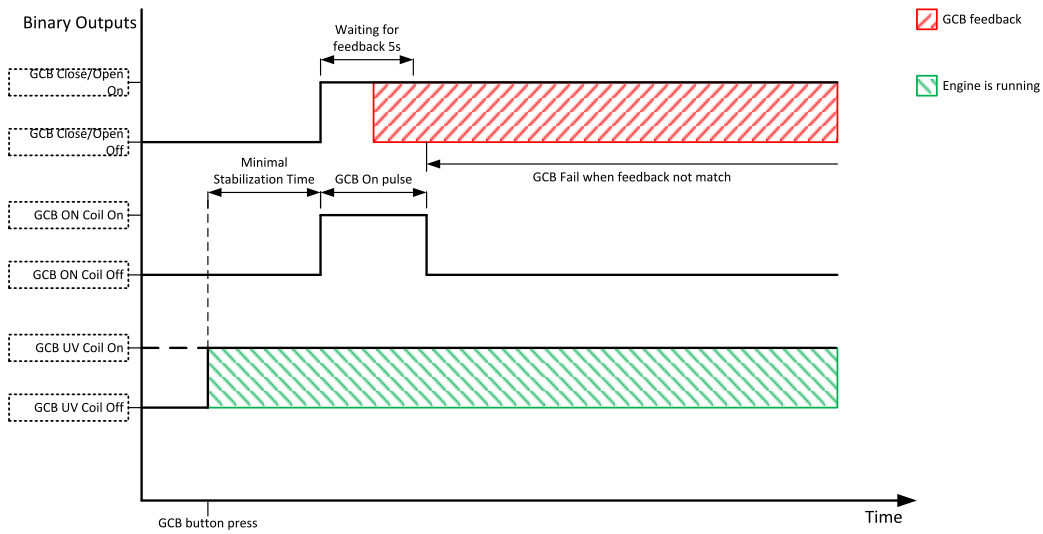 Binary Outputs
GCB feedback
Waiting for
feedback 5s
GCB Close/Open
On
Engine is running
GCB Close/Open
Off
Minimal
Stabilization Time
GCB On pulse
GCB Fail when feedback not match
GCB ON Coil On
GCB ON Coil Off
GCB UV Coil On
GCB UV Coil Off
Time
GCB button press